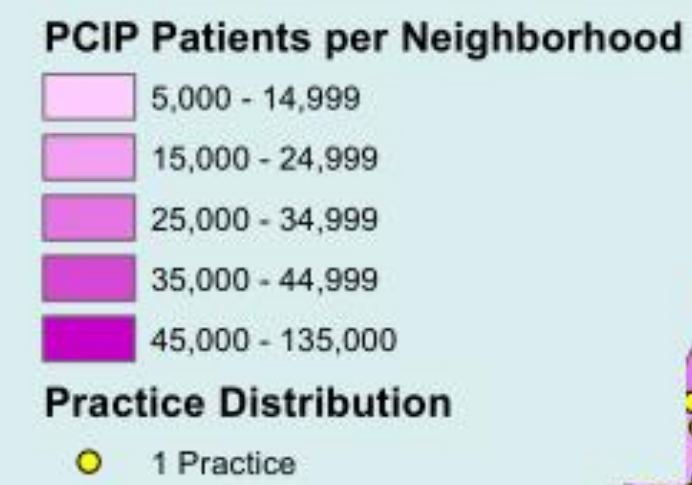 PCIP Patients per Neighborhood
5,000 - 14,999
15,000 - 24,999
25,000 - 34,999
35,000 - 44,999
45,000 - 135,000
Practice Distribution
1 Practice